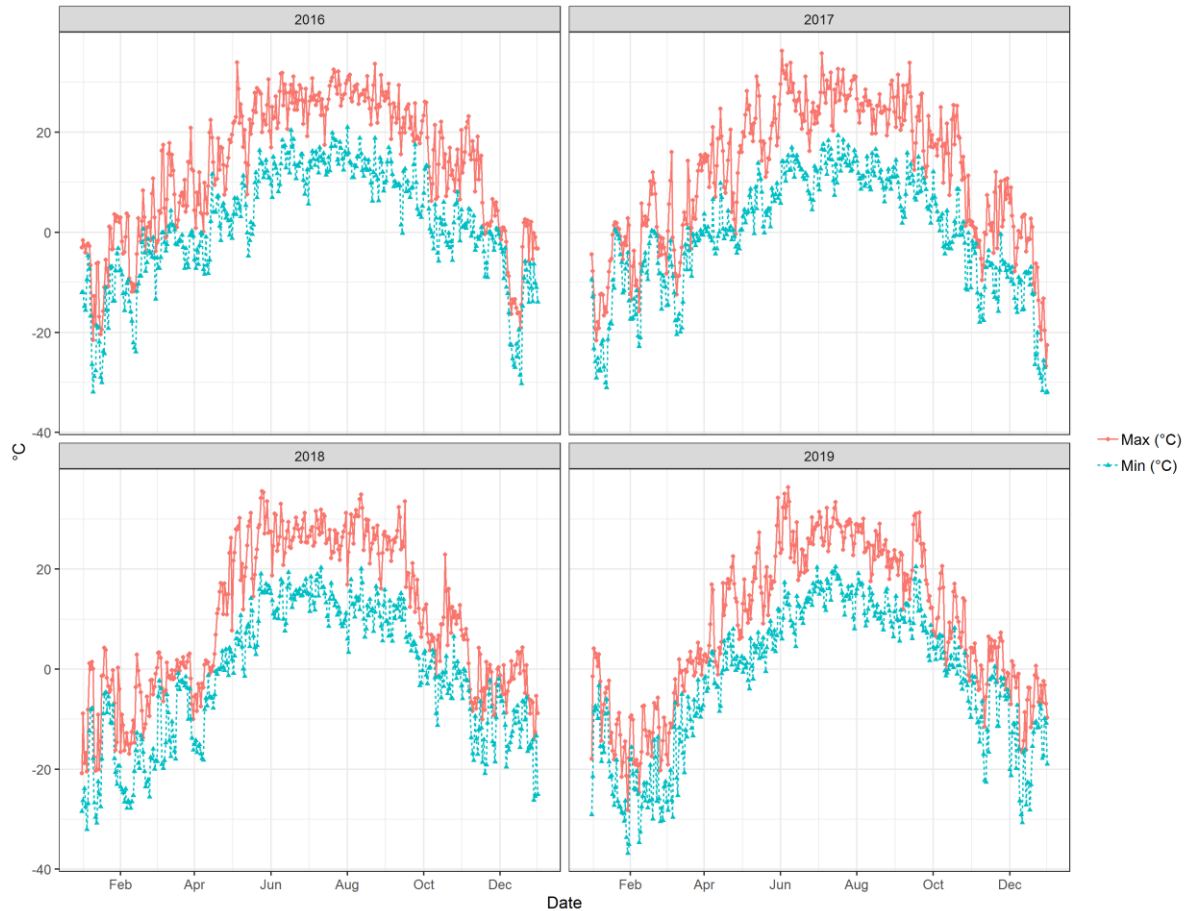 2016
2017
20
0
-20
-40
°C
2018
2019
20
0
-20
-40
Feb
Apr
Jun
Aug
Oct
Dec
Feb
Apr
Jun
Aug
Oct
Dec
Date
Max (°C)
Min (°C)